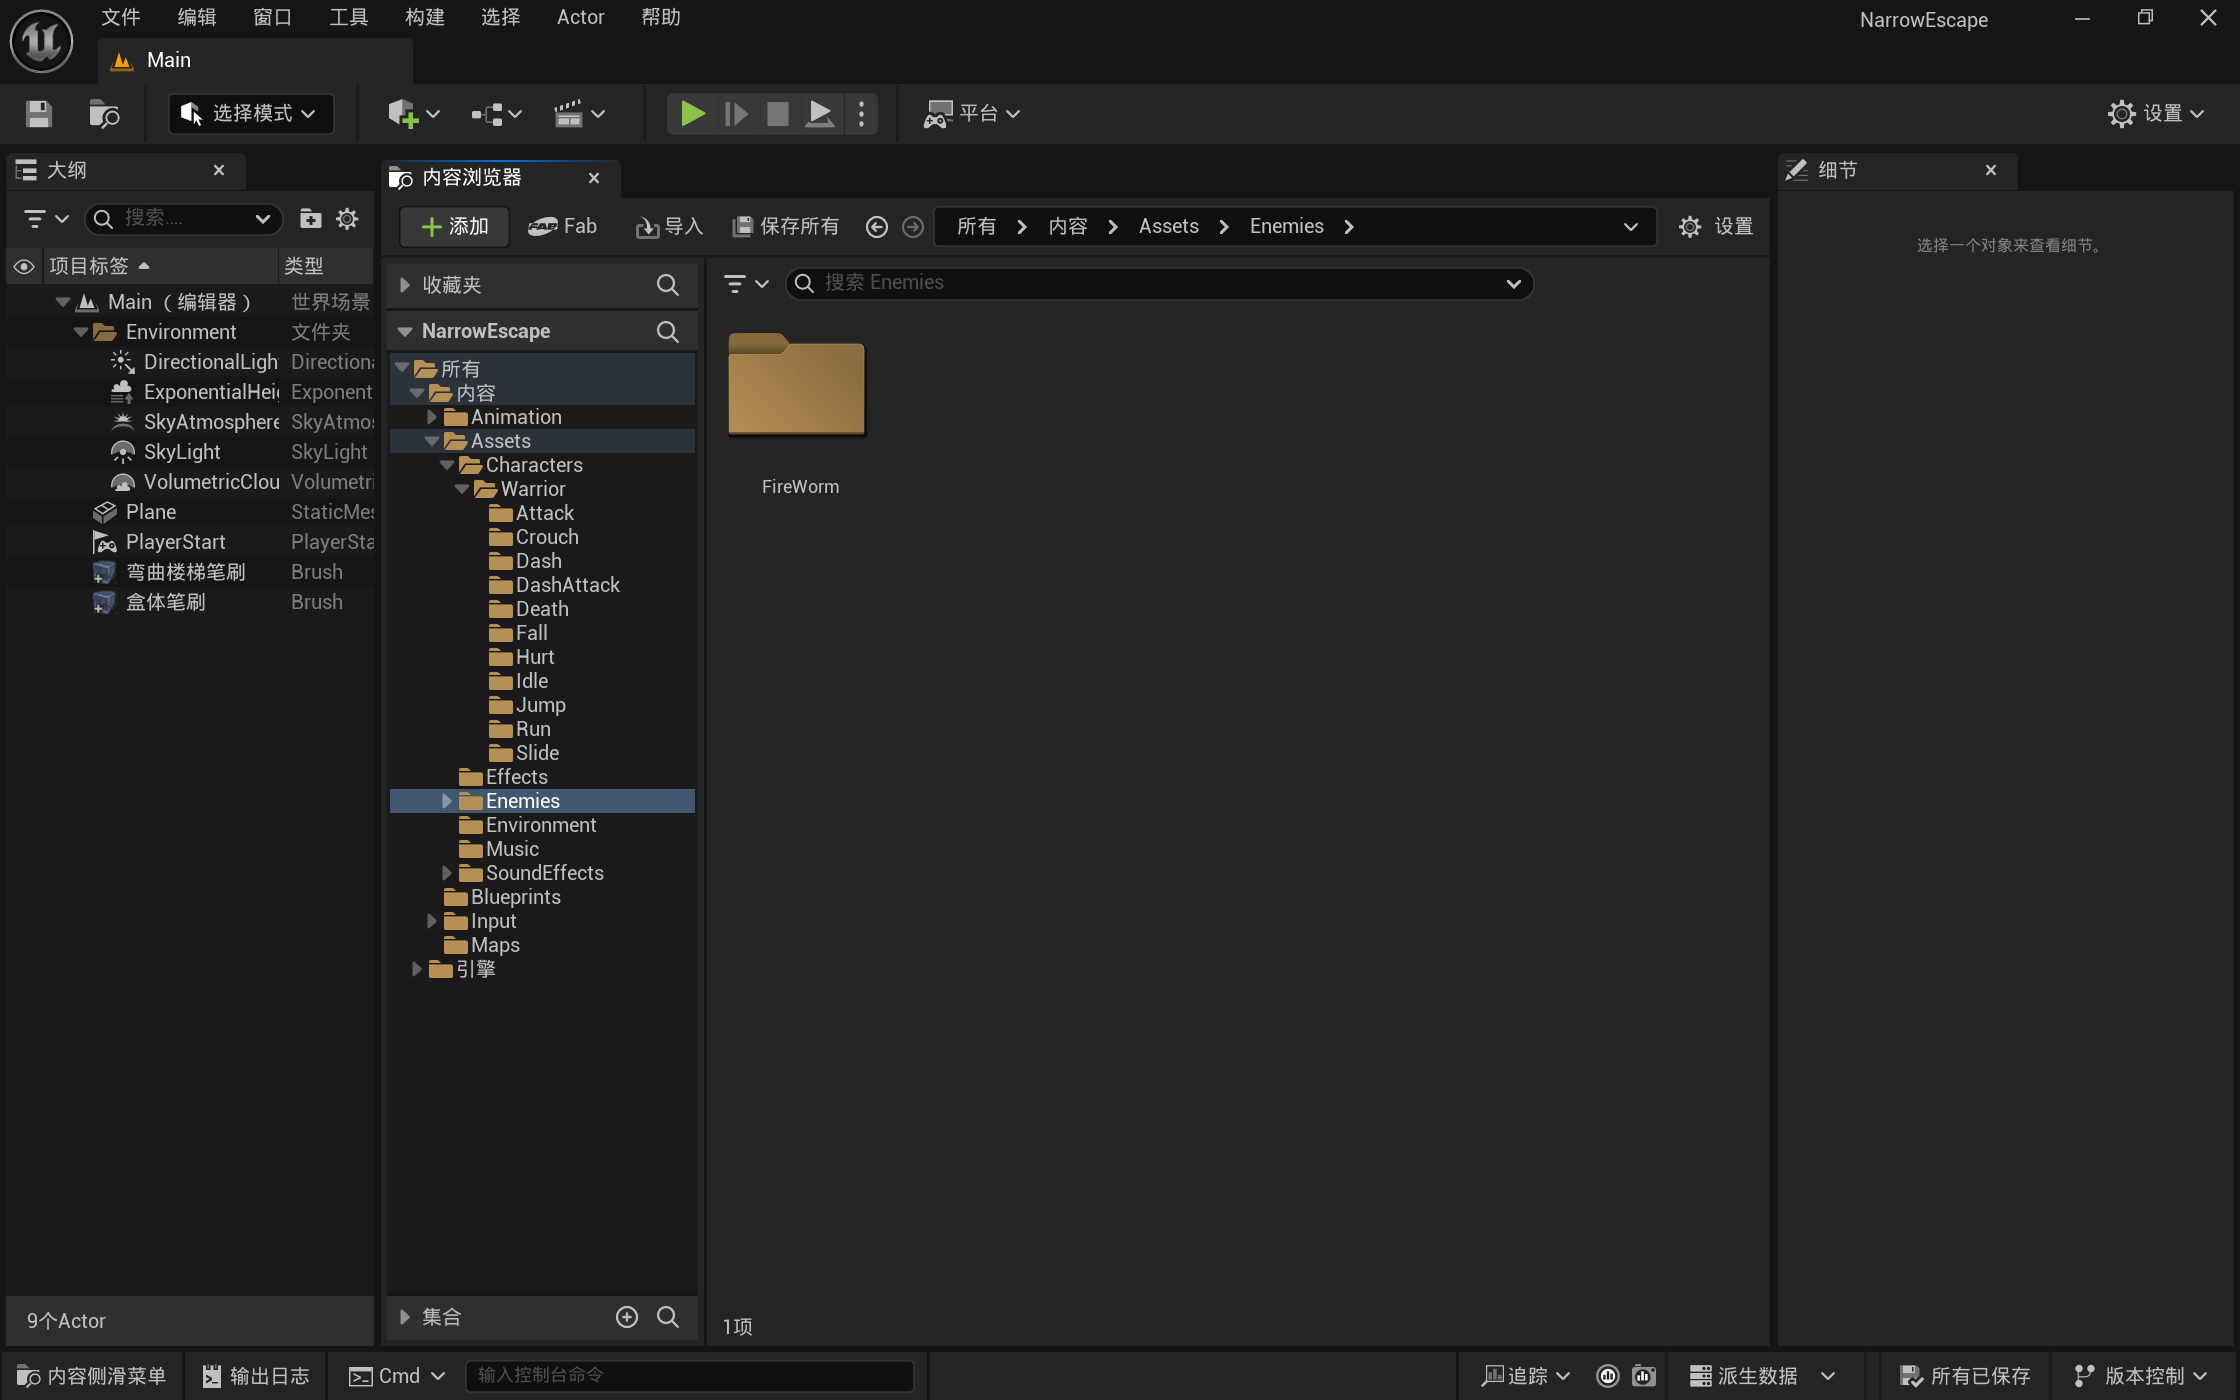 文件 编辑 窗口 工具 构建 选择 Actor 帮助
NarrowEscape
Main
选择模式
平台
设置
大纲
搜索....
项目标签 类型
Main（编辑器） 世界场景
Environment 文件夹
DirectionalLigh Directiona
ExponentialHei Exponent
SkyAtmosphere SkyAtmos
SkyLight SkyLight
VolumetricClou Volumetri
Plane StaticMes
PlayerStart PlayerSta
弯曲楼梯笔刷 Brush
盒体笔刷 Brush
9个Actor
内容浏览器
添加 Fab 导入 保存所有 所有 内容 Assets Enemies 设置
收藏夹
NarrowEscape
所有
内容
Animation
Assets
Characters
Warrior
Attack
Crouch
Dash
DashAttack
Death
Fall
Hurt
Idle
Jump
Run
Slide
Effects
Enemies
Environment
Music
SoundEffects
Blueprints
Input
Maps
引擎
集合
搜索 Enemies
FireWorm
1项
细节
选择一个对象来查看细节。
内容侧滑菜单 输出日志 Cmd 输入控制台命令 追踪 派生数据 所有已保存 版本控制